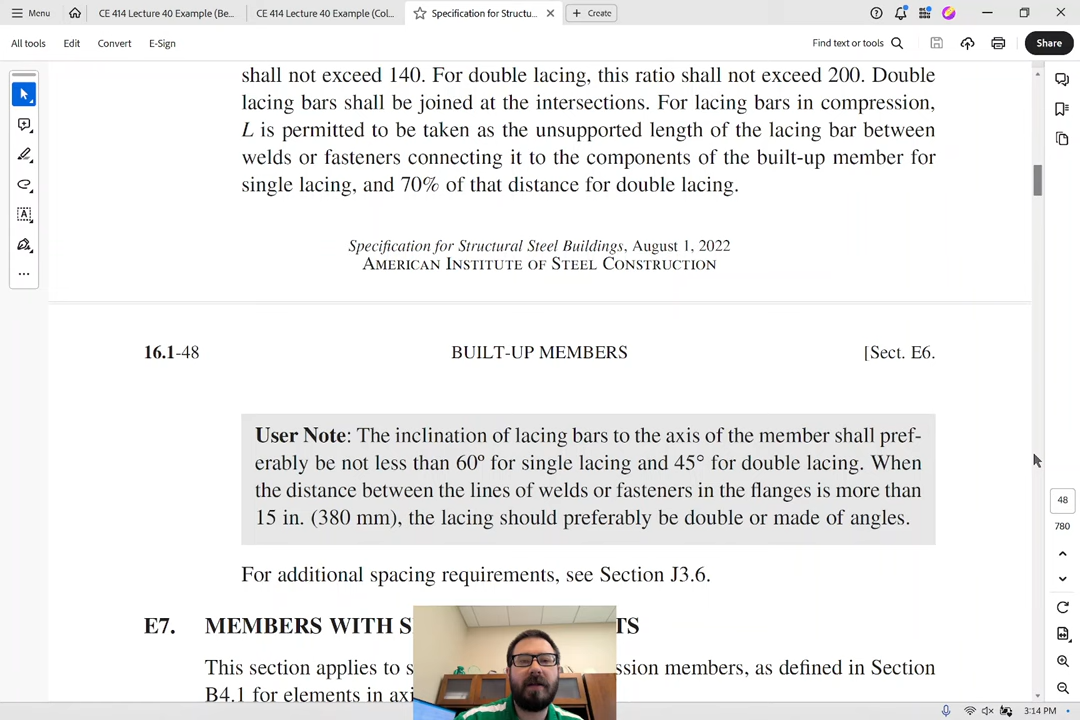 Menu
CE 414 Lecture 40 Example (Be...
CE 414 Lecture 40 Example (Col...
Specification for Structu...
Create
All tools
Edit
Convert
E-Sign
Find text or tools
Share
shall not exceed 140. For double lacing, this ratio shall not exceed 200. Double
lacing bars shall be joined at the intersections. For lacing bars in compression,
L is permitted to be taken as the unsupported length of the lacing bar between
welds or fasteners connecting it to the components of the built-up member for
single lacing, and 70% of that distance for double lacing.
Specification for Structural Steel Buildings, August 1, 2022
AMERICAN INSTITUTE OF STEEL CONSTRUCTION
16.1-48
BUILT-UP MEMBERS
[Sect. E6.
User Note: The inclination of lacing bars to the axis of the member shall pref-
erably be not less than 60º for single lacing and 45° for double lacing. When
the distance between the lines of welds or fasteners in the flanges is more than
15 in. (380 mm), the lacing should preferably be double or made of angles.
For additional spacing requirements, see Section J3.6.
E7. MEMBERS WITH S
TS
This section applies to s
ssion members, as defined in Section
B4.1 for elements in axi
48
780
3:14 PM